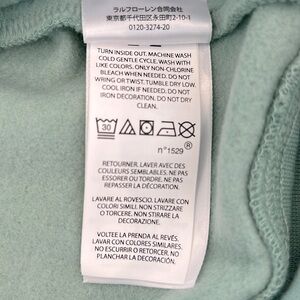 ラルフローレン合同会社
東京都千代田区永田町2-10-1
0120-3274-20
TURN INSIDE OUT. MACHINE WASH
COLD GENTLE CYCLE, WASH WITH
LIKE COLORS. ONLY NON-CHLORINE
BLEACH WHEN NEEDED. DO NOT
WRING OR TWIST. TUMBLE DRY LOW.
COOL IRON IF NEEDED. DO NOT
IRON DECORATION. DO NOT DRY
CLEAN.
30
n°1529®
RETOURNER. LAVER AVEC DES
COULEURS SEMBLABLES. NE PAS
ESSORER OU TORDRE. NE PAS
REPASSER LA DÉCORATION.
LAVARE AL ROVESCIO. LAVARE CON
COLORI SIMILI. NON STRIZZARE
O TORCERE. NON STIRARE LA
DECORAZIONE.
VOLTEE LA PRENDA AL REVÉS.
LAVAR CON COLORES SIMILARES.
NO ESCURRIR O RETORCER. NO
PLANCHAR LA DECORACIÓN.